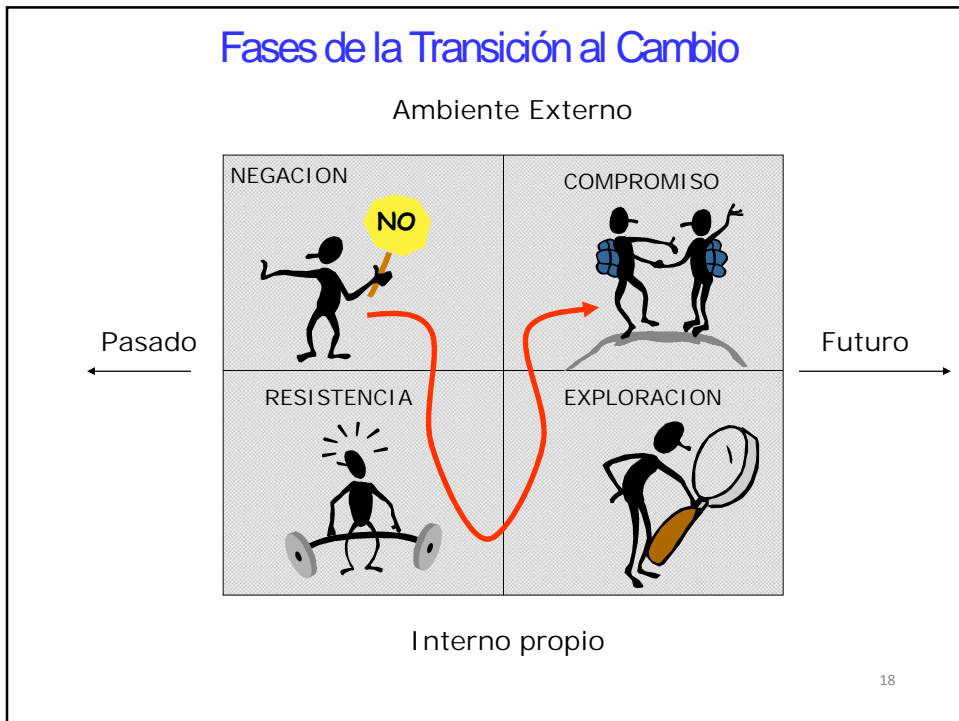 Fases de la Transición al Cambio
Ambiente Externo
NEGACION
COMPROMISO
NO
Pasado
Futuro
RESISTENCIA
EXPLORACION
Interno propio
18